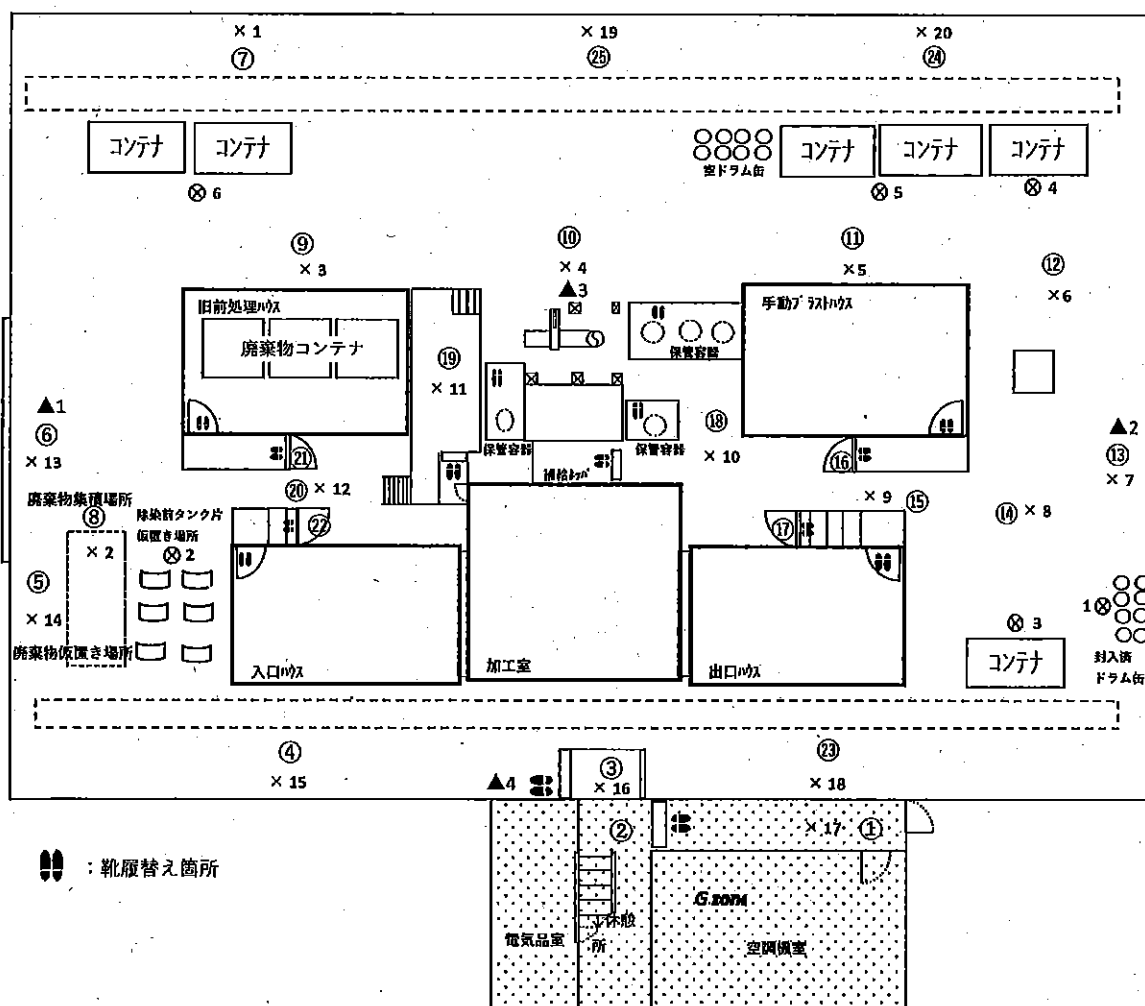 × 1 × 19 × 20
⑦ ㉕ ㉔
コンテナ コンテナ コンテナ コンテナ コンテナ
空ドラム缶
⊗ 6 ⊗ 5 ⊗ 4
⑨ ⑩ ⑪ ⑫
× 3 × 4 × 5 × 6
▲3
旧前処理ハウス 手動ブラストハウス
廃棄物コンテナ
保管容器
⑲
× 11
▲1 ▲2
⑥ ⑱ ⑬
× 13 × 10 × 7
保管容器 保管容器
㉑ ⑯
補給ホッパ
⑳ × 12 × 9 ⑮
廃棄物集積場所
⑧ 除染前タンク片
仮置き場所
㉒ ⑰ ⑭ × 8
× 2 ⊗ 2
⑤
× 14
1 ⊗
⊗ 3
廃棄物仮置き場所
入口ハウス 加工室 出口ハウス
コンテナ
封入済
ドラム缶
④ ③ ㉓
× 15 ▲4 × 16 × 18
② × 17 ①
:靴履替え箇所
G zone
休憩
所
電気品室 空調機室